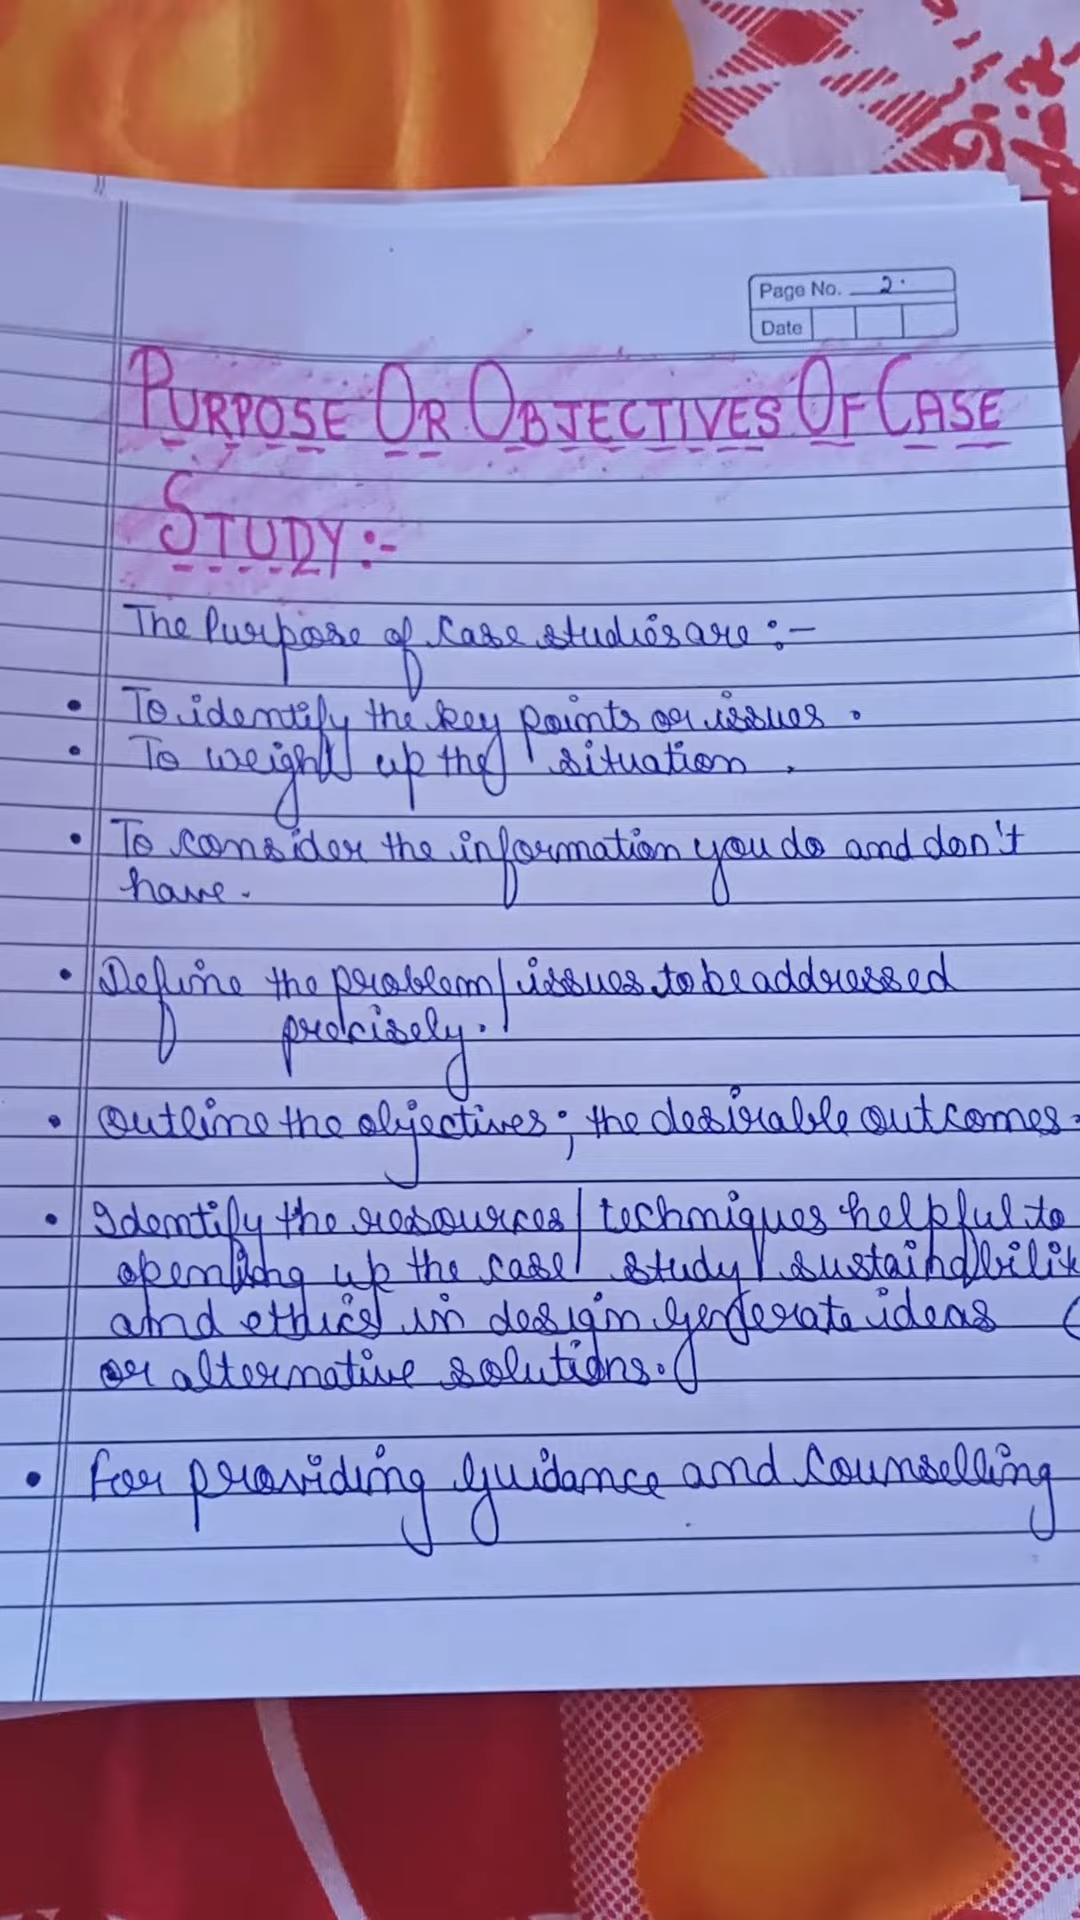 Page No. 2.
Date
PURPOSE OR OBJECTIVES OF CASE
STUDY :-
The Purpose of Case studies are :-
• To identify the key points or issues.
• To weight up the situation.
• To consider the information you do and don't
have.
• Define the problem/issues to be addressed
precisely.
• Outline the objectives; the desirable outcomes.
• Identify the resources/techniques helpful to
opening up the case study sustainabilit
and ethics in design generate ideas (
or alternative solutions.
• For providing guidance and Counselling